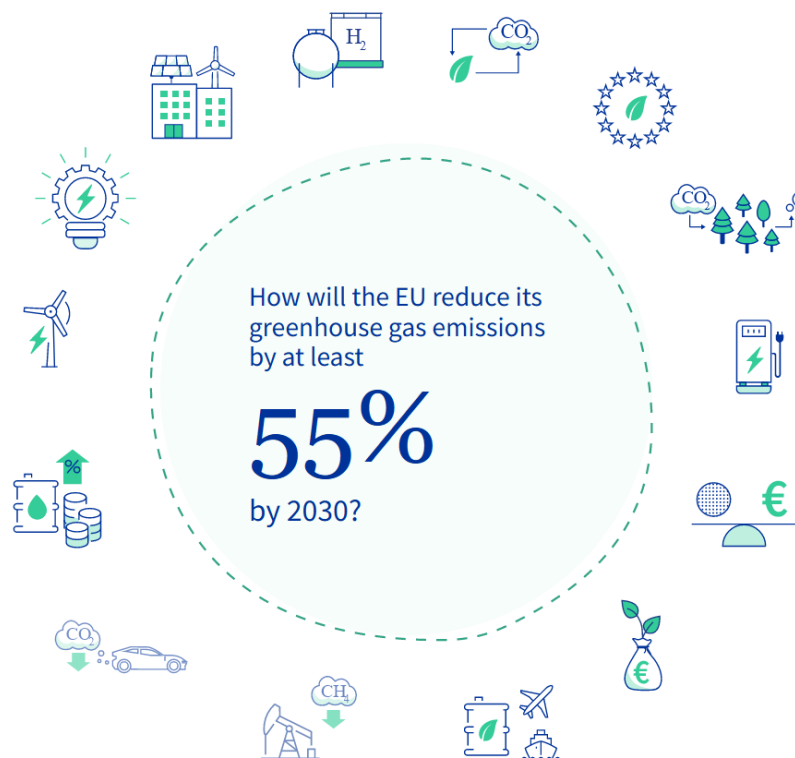 H₂
CO₂
CO₂
How will the EU reduce its
greenhouse gas emissions
by at least
55%
by 2030?
%
€
CO₂
€
CH₄